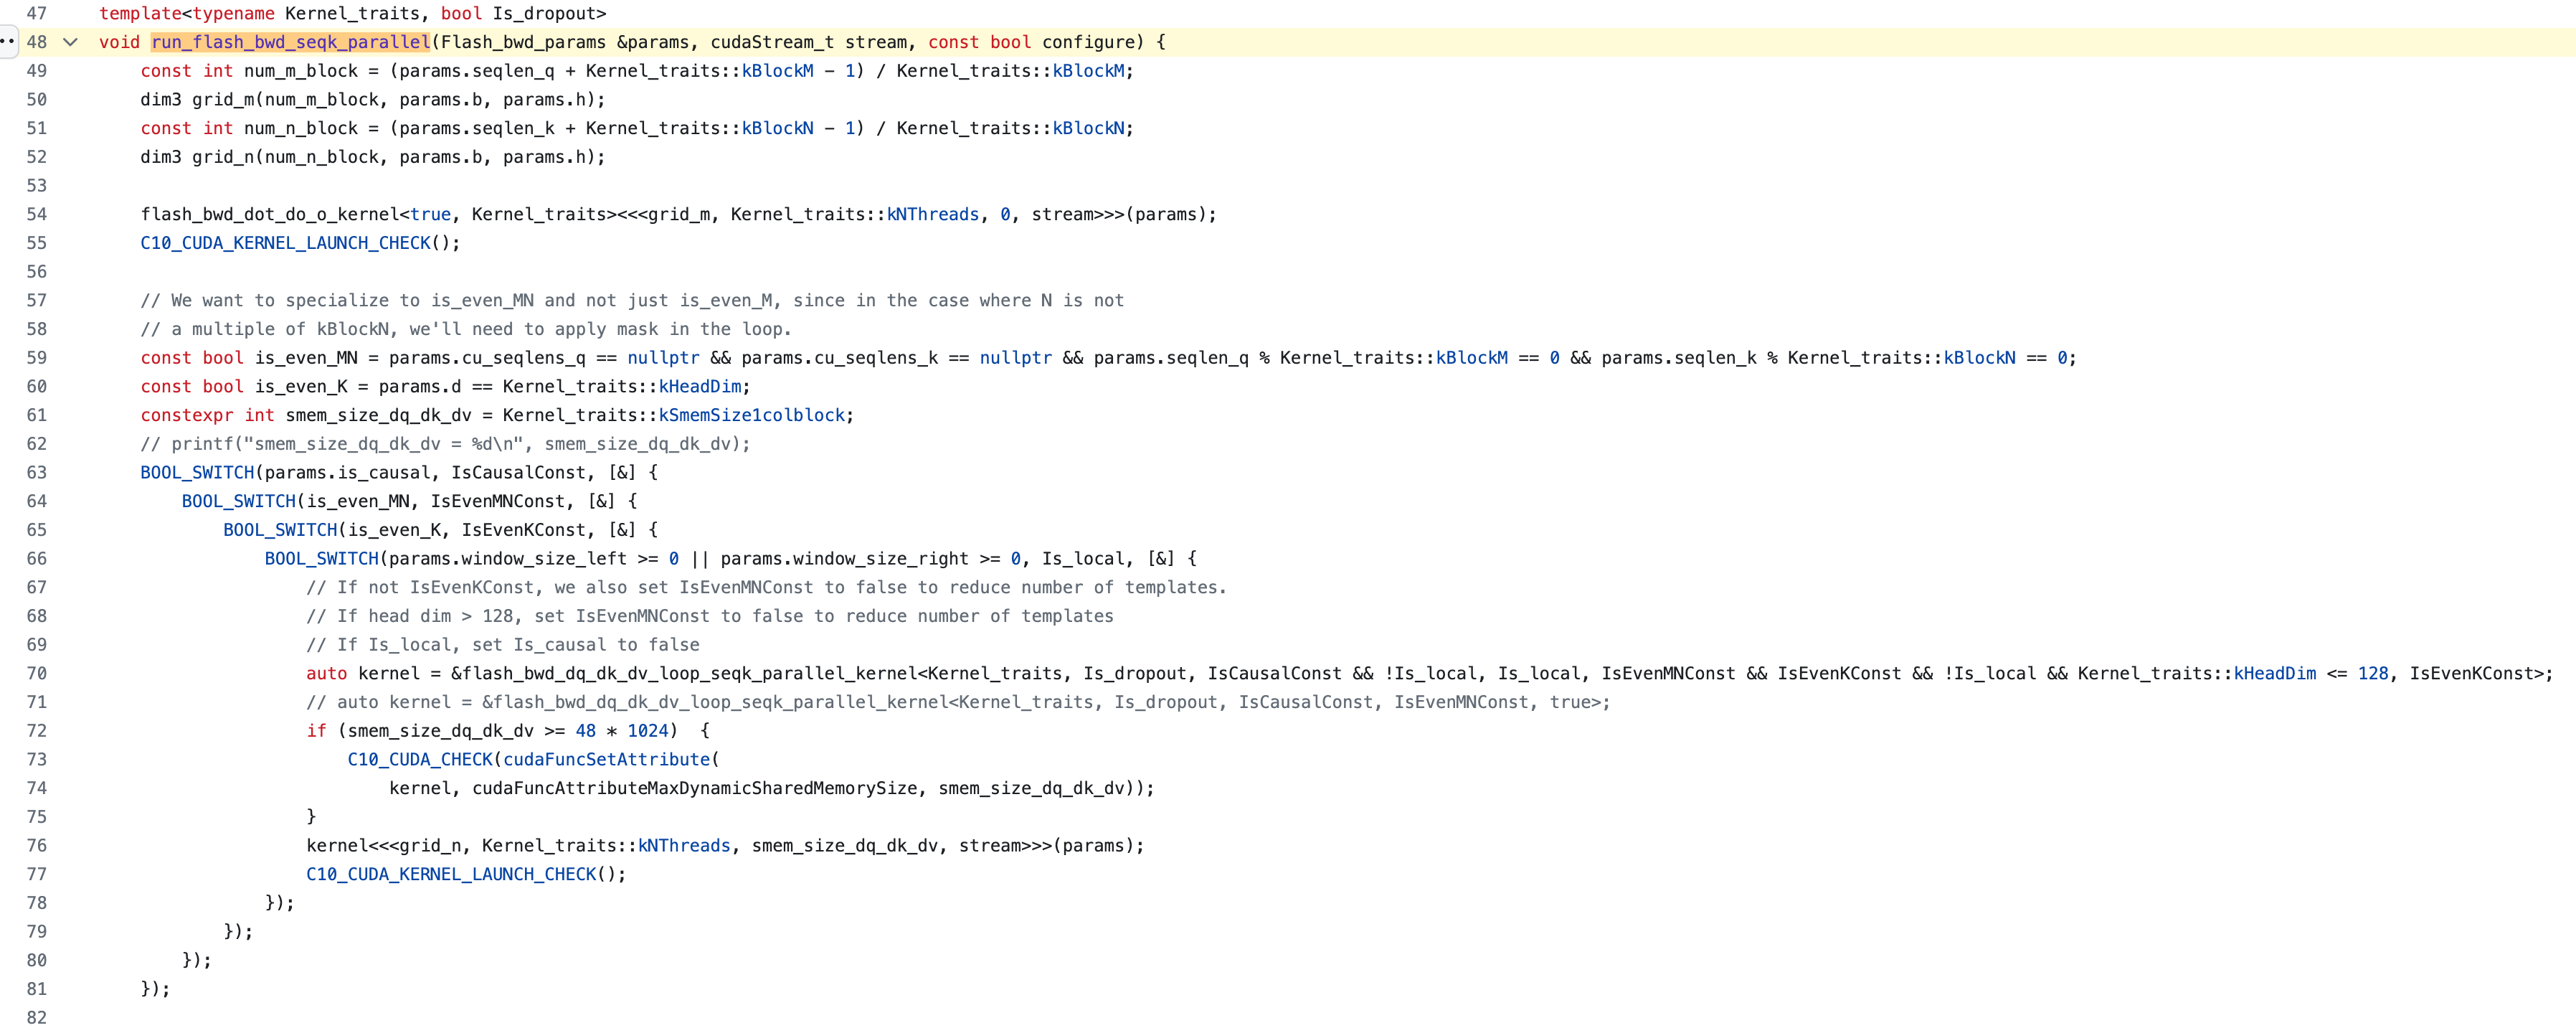 47 template<typename Kernel_traits, bool Is_dropout>
48 void run_flash_bwd_seqk_parallel(Flash_bwd_params &params, cudaStream_t stream, const bool configure) {
49     const int num_m_block = (params.seqlen_q + Kernel_traits::kBlockM - 1) / Kernel_traits::kBlockM;
50     dim3 grid_m(num_m_block, params.b, params.h);
51     const int num_n_block = (params.seqlen_k + Kernel_traits::kBlockN - 1) / Kernel_traits::kBlockN;
52     dim3 grid_n(num_n_block, params.b, params.h);
53
54     flash_bwd_dot_do_o_kernel<true, Kernel_traits><<<grid_m, Kernel_traits::kNThreads, 0, stream>>>(params);
55     C10_CUDA_KERNEL_LAUNCH_CHECK();
56
57     // We want to specialize to is_even_MN and not just is_even_M, since in the case where N is not
58     // a multiple of kBlockN, we'll need to apply mask in the loop.
59     const bool is_even_MN = params.cu_seqlens_q == nullptr && params.cu_seqlens_k == nullptr && params.seqlen_q % Kernel_traits::kBlockM == 0 && params.seqlen_k % Kernel_traits::kBlockN == 0;
60     const bool is_even_K = params.d == Kernel_traits::kHeadDim;
61     constexpr int smem_size_dq_dk_dv = Kernel_traits::kSmemSize1colblock;
62     // printf("smem_size_dq_dk_dv = %d\n", smem_size_dq_dk_dv);
63     BOOL_SWITCH(params.is_causal, IsCausalConst, [&] {
64         BOOL_SWITCH(is_even_MN, IsEvenMNConst, [&] {
65             BOOL_SWITCH(is_even_K, IsEvenKConst, [&] {
66                 BOOL_SWITCH(params.window_size_left >= 0 || params.window_size_right >= 0, Is_local, [&] {
67                     // If not IsEvenKConst, we also set IsEvenMNConst to false to reduce number of templates.
68                     // If head dim > 128, set IsEvenMNConst to false to reduce number of templates
69                     // If Is_local, set Is_causal to false
70                     auto kernel = &flash_bwd_dq_dk_dv_loop_seqk_parallel_kernel<Kernel_traits, Is_dropout, IsCausalConst && !Is_local, Is_local, IsEvenMNConst && IsEvenKConst && !Is_local && Kernel_traits::kHeadDim <= 128, IsEvenKConst>;
71                     // auto kernel = &flash_bwd_dq_dk_dv_loop_seqk_parallel_kernel<Kernel_traits, Is_dropout, IsCausalConst, IsEvenMNConst, true>;
72                     if (smem_size_dq_dk_dv >= 48 * 1024)  {
73                         C10_CUDA_CHECK(cudaFuncSetAttribute(
74                             kernel, cudaFuncAttributeMaxDynamicSharedMemorySize, smem_size_dq_dk_dv));
75                     }
76                     kernel<<<grid_n, Kernel_traits::kNThreads, smem_size_dq_dk_dv, stream>>>(params);
77                     C10_CUDA_KERNEL_LAUNCH_CHECK();
78                 });
79             });
80         });
81     });
82